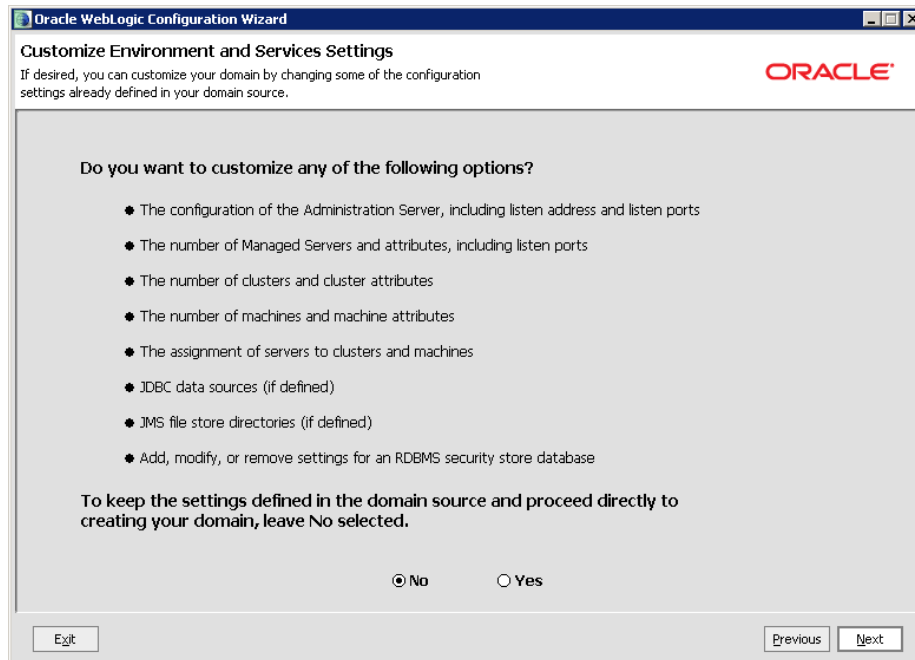 Oracle WebLogic Configuration Wizard
Customize Environment and Services Settings
If desired, you can customize your domain by changing some of the configuration
settings already defined in your domain source.
ORACLE
Do you want to customize any of the following options?
The configuration of the Administration Server, including listen address and listen ports
The number of Managed Servers and attributes, including listen ports
The number of clusters and cluster attributes
The number of machines and machine attributes
The assignment of servers to clusters and machines
JDBC data sources (if defined)
JMS file store directories (if defined)
Add, modify, or remove settings for an RDBMS security store database
To keep the settings defined in the domain source and proceed directly to
creating your domain, leave No selected.
No Yes
Exit Previous Next